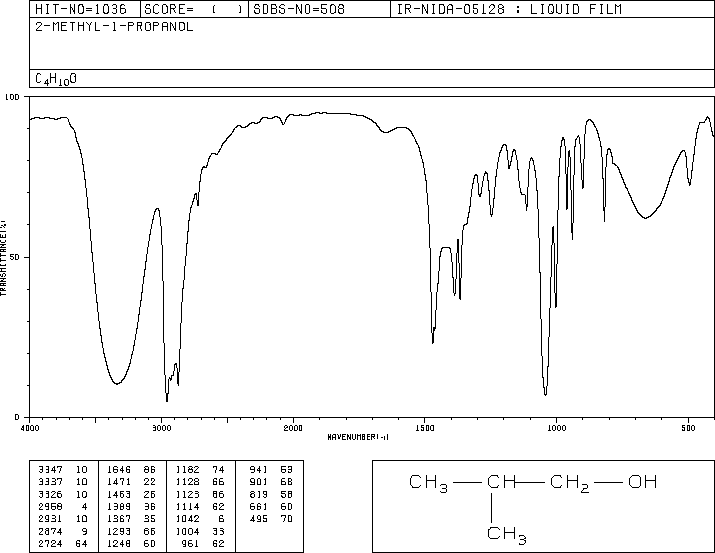 HIT-NO=1036 SCORE= ( ) SDBS-NO=508 IR-NIDA-05128 : LIQUID FILM
2-METHYL-1-PROPANOL
C4H10O
100
50
0
TRANSMITTANCE(%)
4000 3000 2000 1500 1000 500
WAVENUMBER(-1)
3347 10 1646 86 1182 74 941 53
3337 10 1471 22 1128 66 901 68
3326 10 1463 26 1123 66 819 58
2958 4 1389 36 1114 62 661 60
2931 10 1367 35 1042 6 495 70
2874 9 1293 66 1004 33
2724 64 1248 60 961 62
CH3 CH CH2 OH
CH3